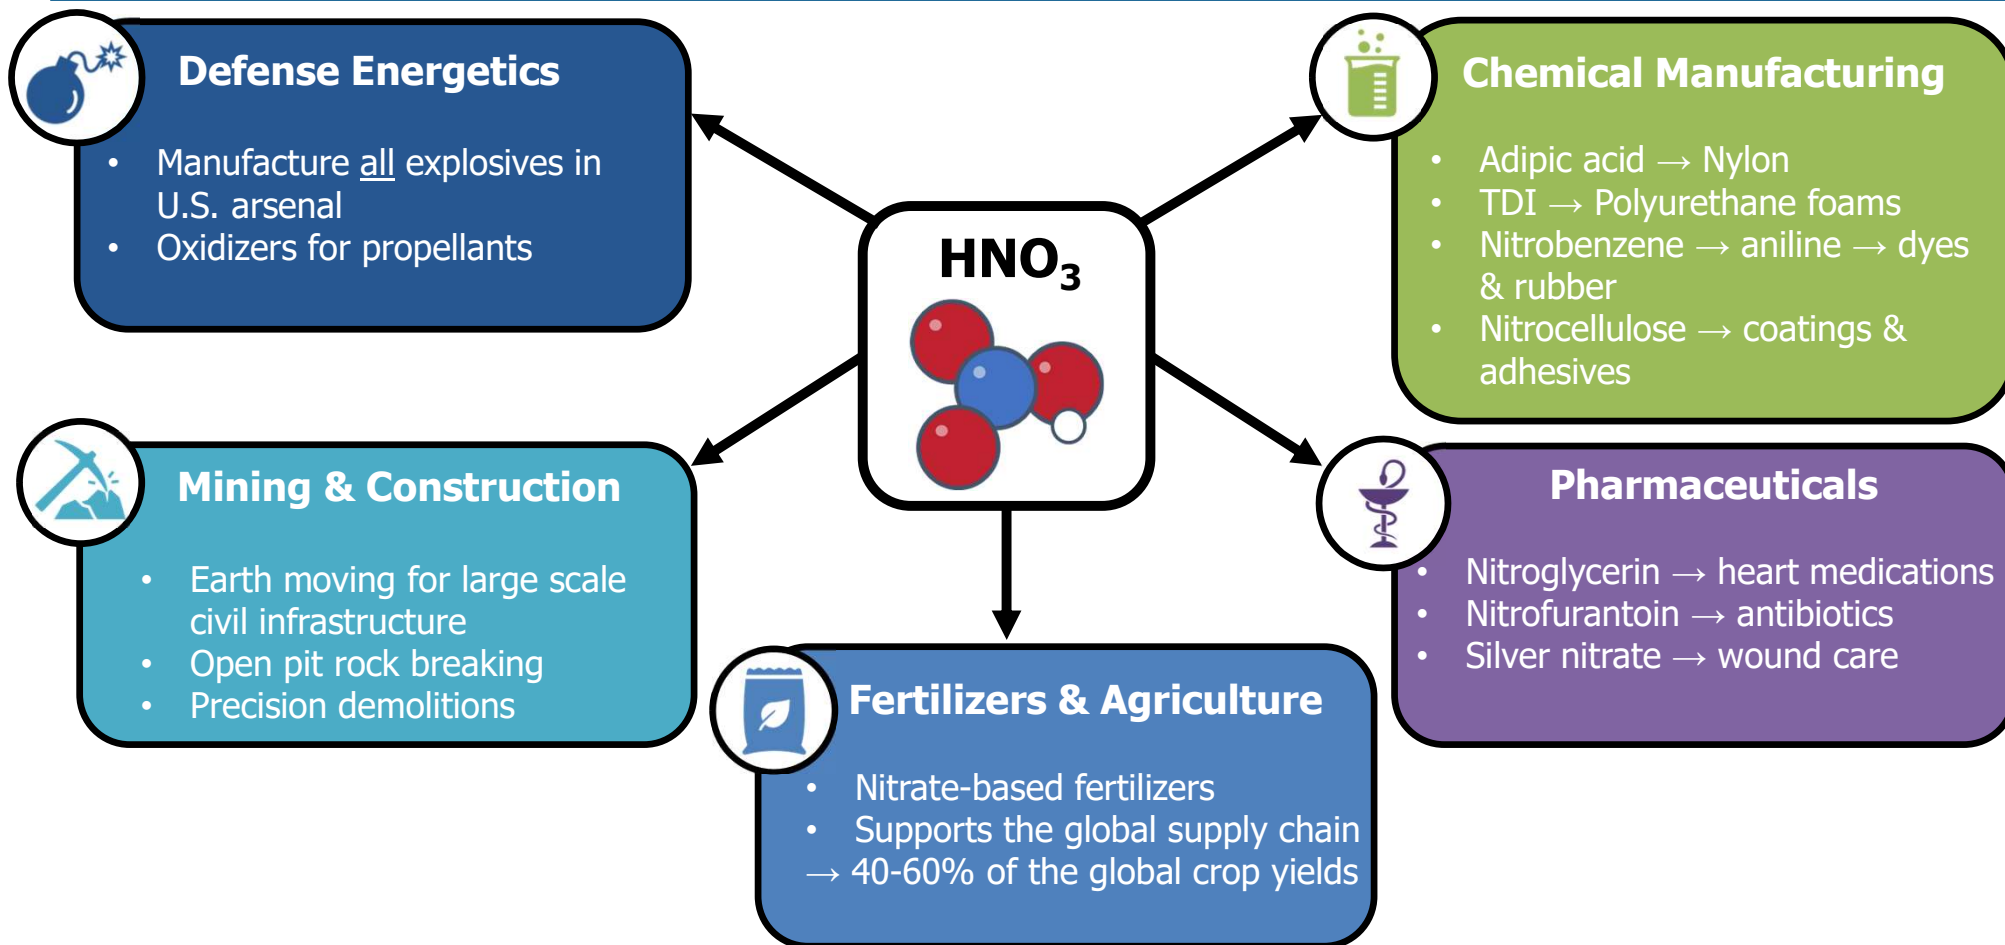 Defense Energetics
• Manufacture all explosives in
U.S. arsenal
• Oxidizers for propellants
Chemical Manufacturing
• Adipic acid → Nylon
• TDI → Polyurethane foams
• Nitrobenzene → aniline → dyes
& rubber
• Nitrocellulose → coatings &
adhesives
HNO₃
Mining & Construction
• Earth moving for large scale
civil infrastructure
• Open pit rock breaking
• Precision demolitions
Pharmaceuticals
• Nitroglycerin → heart medications
• Nitrofurantoin → antibiotics
• Silver nitrate → wound care
Fertilizers & Agriculture
• Nitrate-based fertilizers
• Supports the global supply chain
→ 40-60% of the global crop yields